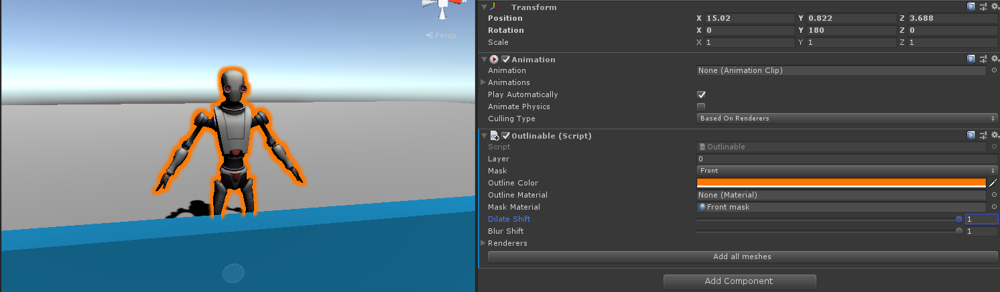 x
Persp
Transform
Position X 15.02 Y 0.822 Z 3.688
Rotation X 0 Y 180 Z 0
Scale X 1 Y 1 Z 1
Animation
Animation None (Animation Clip)
Animations
Play Automatically
Animate Physics
Culling Type Based On Renderers
Outlinable (Script)
Script Outlinable
Layer 0
Mask Front
Outline Color
Outline Material None (Material)
Mask Material Front mask
Dilate Shift 1
Blur Shift 1
Renderers
Add all meshes
Add Component